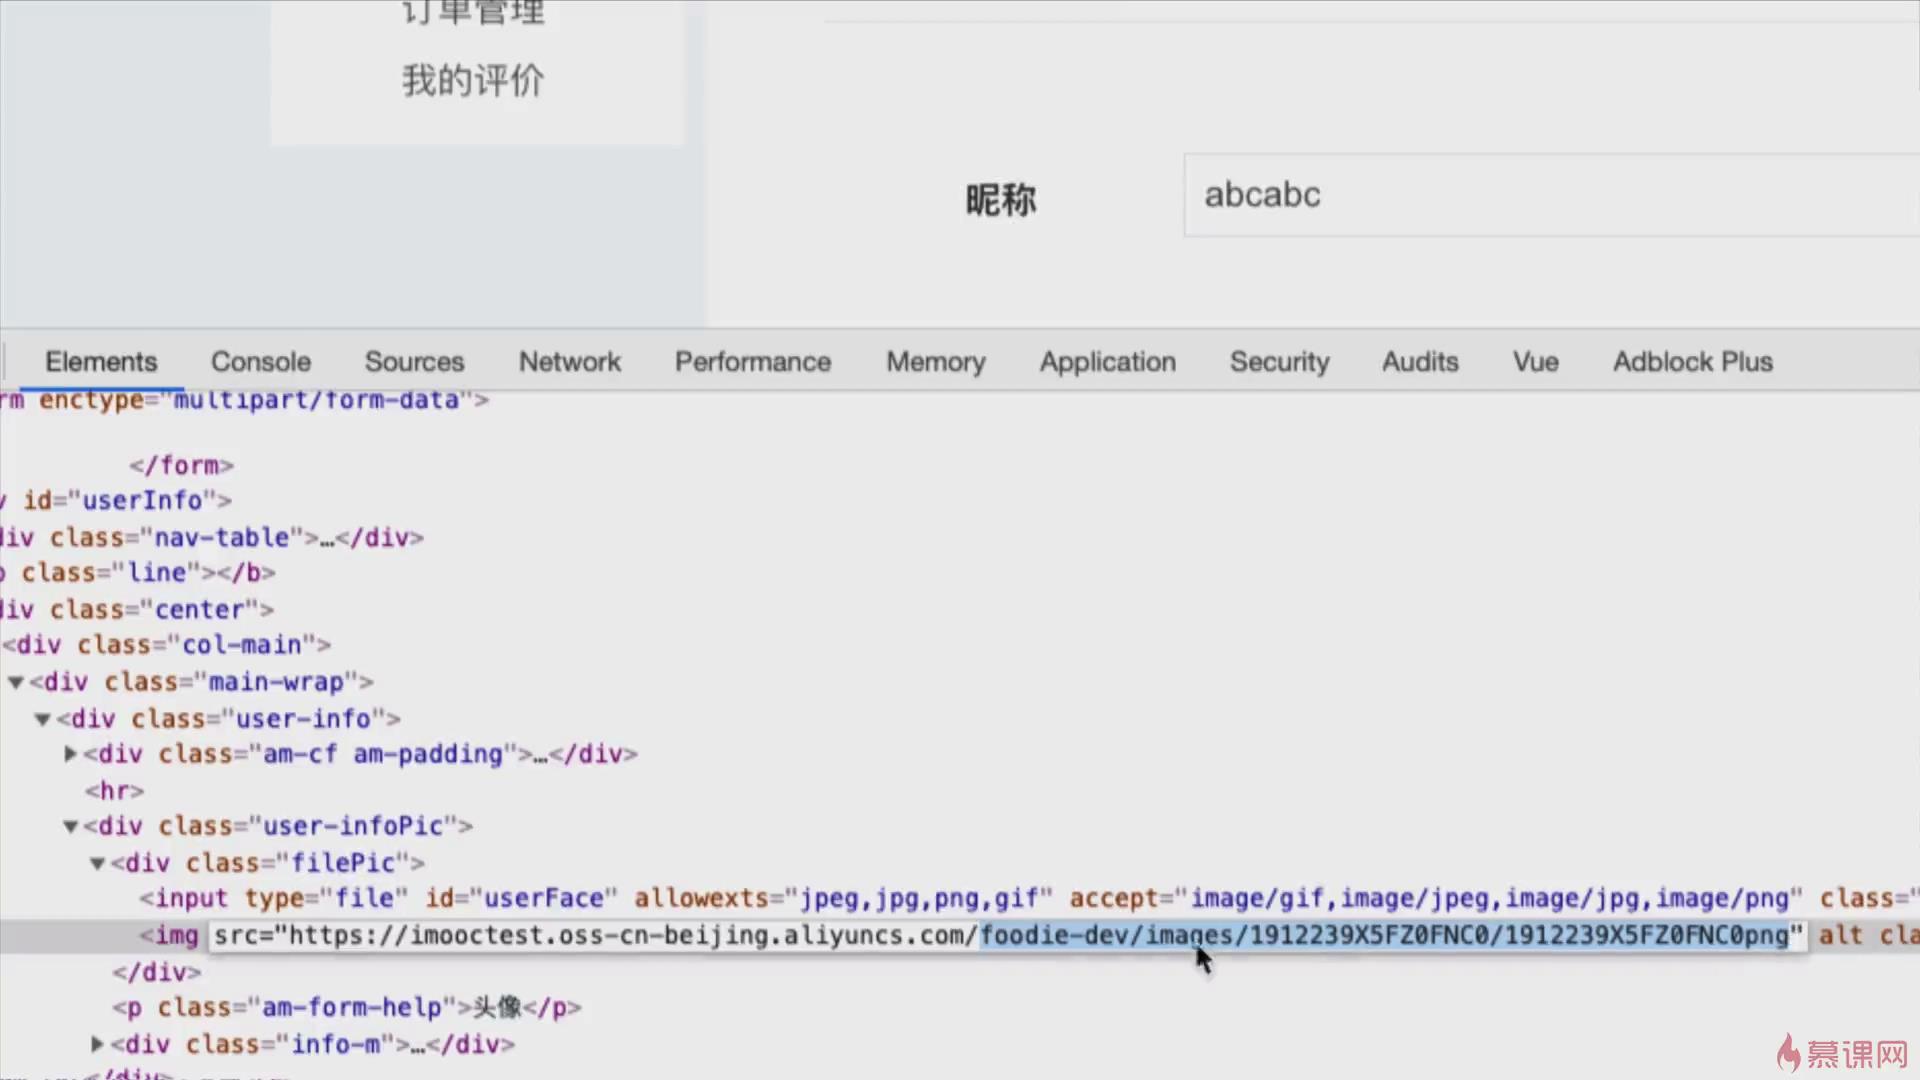 订单管理
我的评价
昵称 abcabc
Elements Console Sources Network Performance Memory Application Security Audits Vue Adblock Plus
rm enctype="multipart/form-data">
</form>
id="userInfo">
div class="nav-table">…</div>
class="line"></b>
div class="center">
<div class="col-main">
▼<div class="main-wrap">
▼<div class="user-info">
▶<div class="am-cf am-padding">…</div>
<hr>
▼<div class="user-infoPic">
▼<div class="filePic">
<input type="file" id="userFace" allowexts="jpeg,jpg,png,gif" accept="image/gif,image/jpeg,image/jpg,image/png" class="
<img src="https://imooctest.oss-cn-beijing.aliyuncs.com/foodie-dev/images/1912239X5FZ0FNC0/1912239X5FZ0FNC0png" alt cla
</div>
<p class="am-form-help">头像</p>
▶<div class="info-m">…</div>
</div>
慕课网